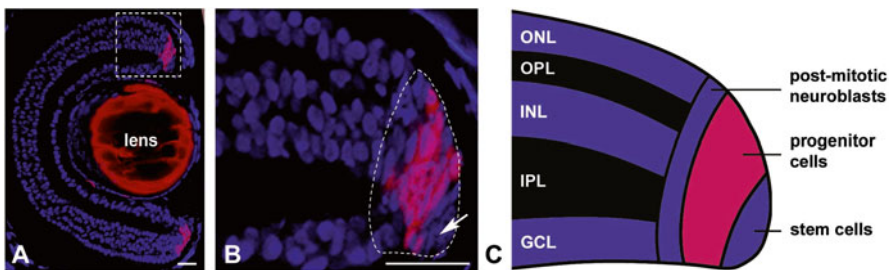 lens
A
B
ONL
OPL
INL
IPL
GCL
C
post-mitotic
neuroblasts
progenitor
cells
stem cells